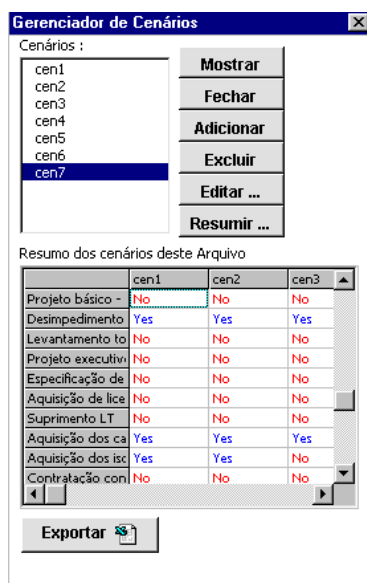 Gerenciador de Cenários
Cenários :
cen1
cen2
cen3
cen4
cen5
cen6
cen7
Mostrar
Fechar
Adicionar
Excluir
Editar ...
Resumir ...
Resumo dos cenários deste Arquivo
cen1 cen2 cen3
Projeto básico - No No No
Desimpedimento Yes Yes Yes
Levantamento to No No No
Projeto executiv No No No
Especificação de No No No
Aquisição de lice No No No
Suprimento LT No No No
Aquisição dos ca Yes Yes Yes
Aquisição dos isc Yes Yes No
Contratação con No No No
Exportar